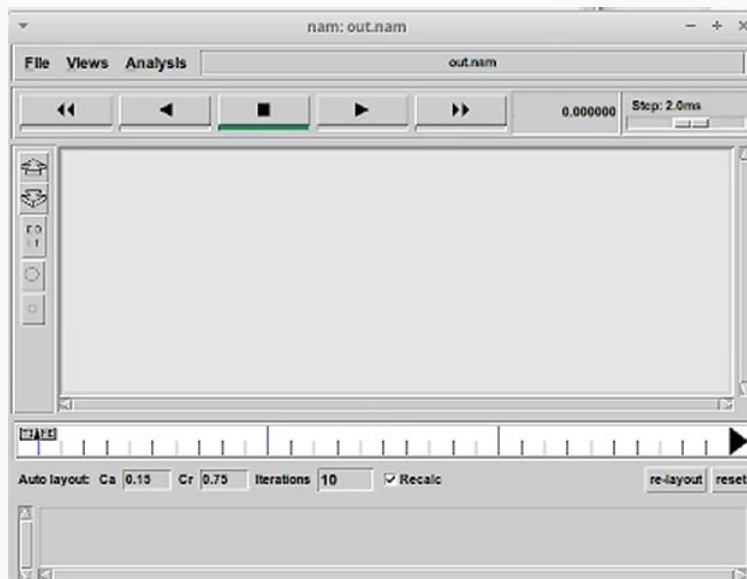 nam: out.nam
File Views Analysis out.nam
0.000000 Step: 2.0ms
TIME
Auto layout: Ca 0.15 Cr 0.75 Iterations 10 Recalc re-layout reset